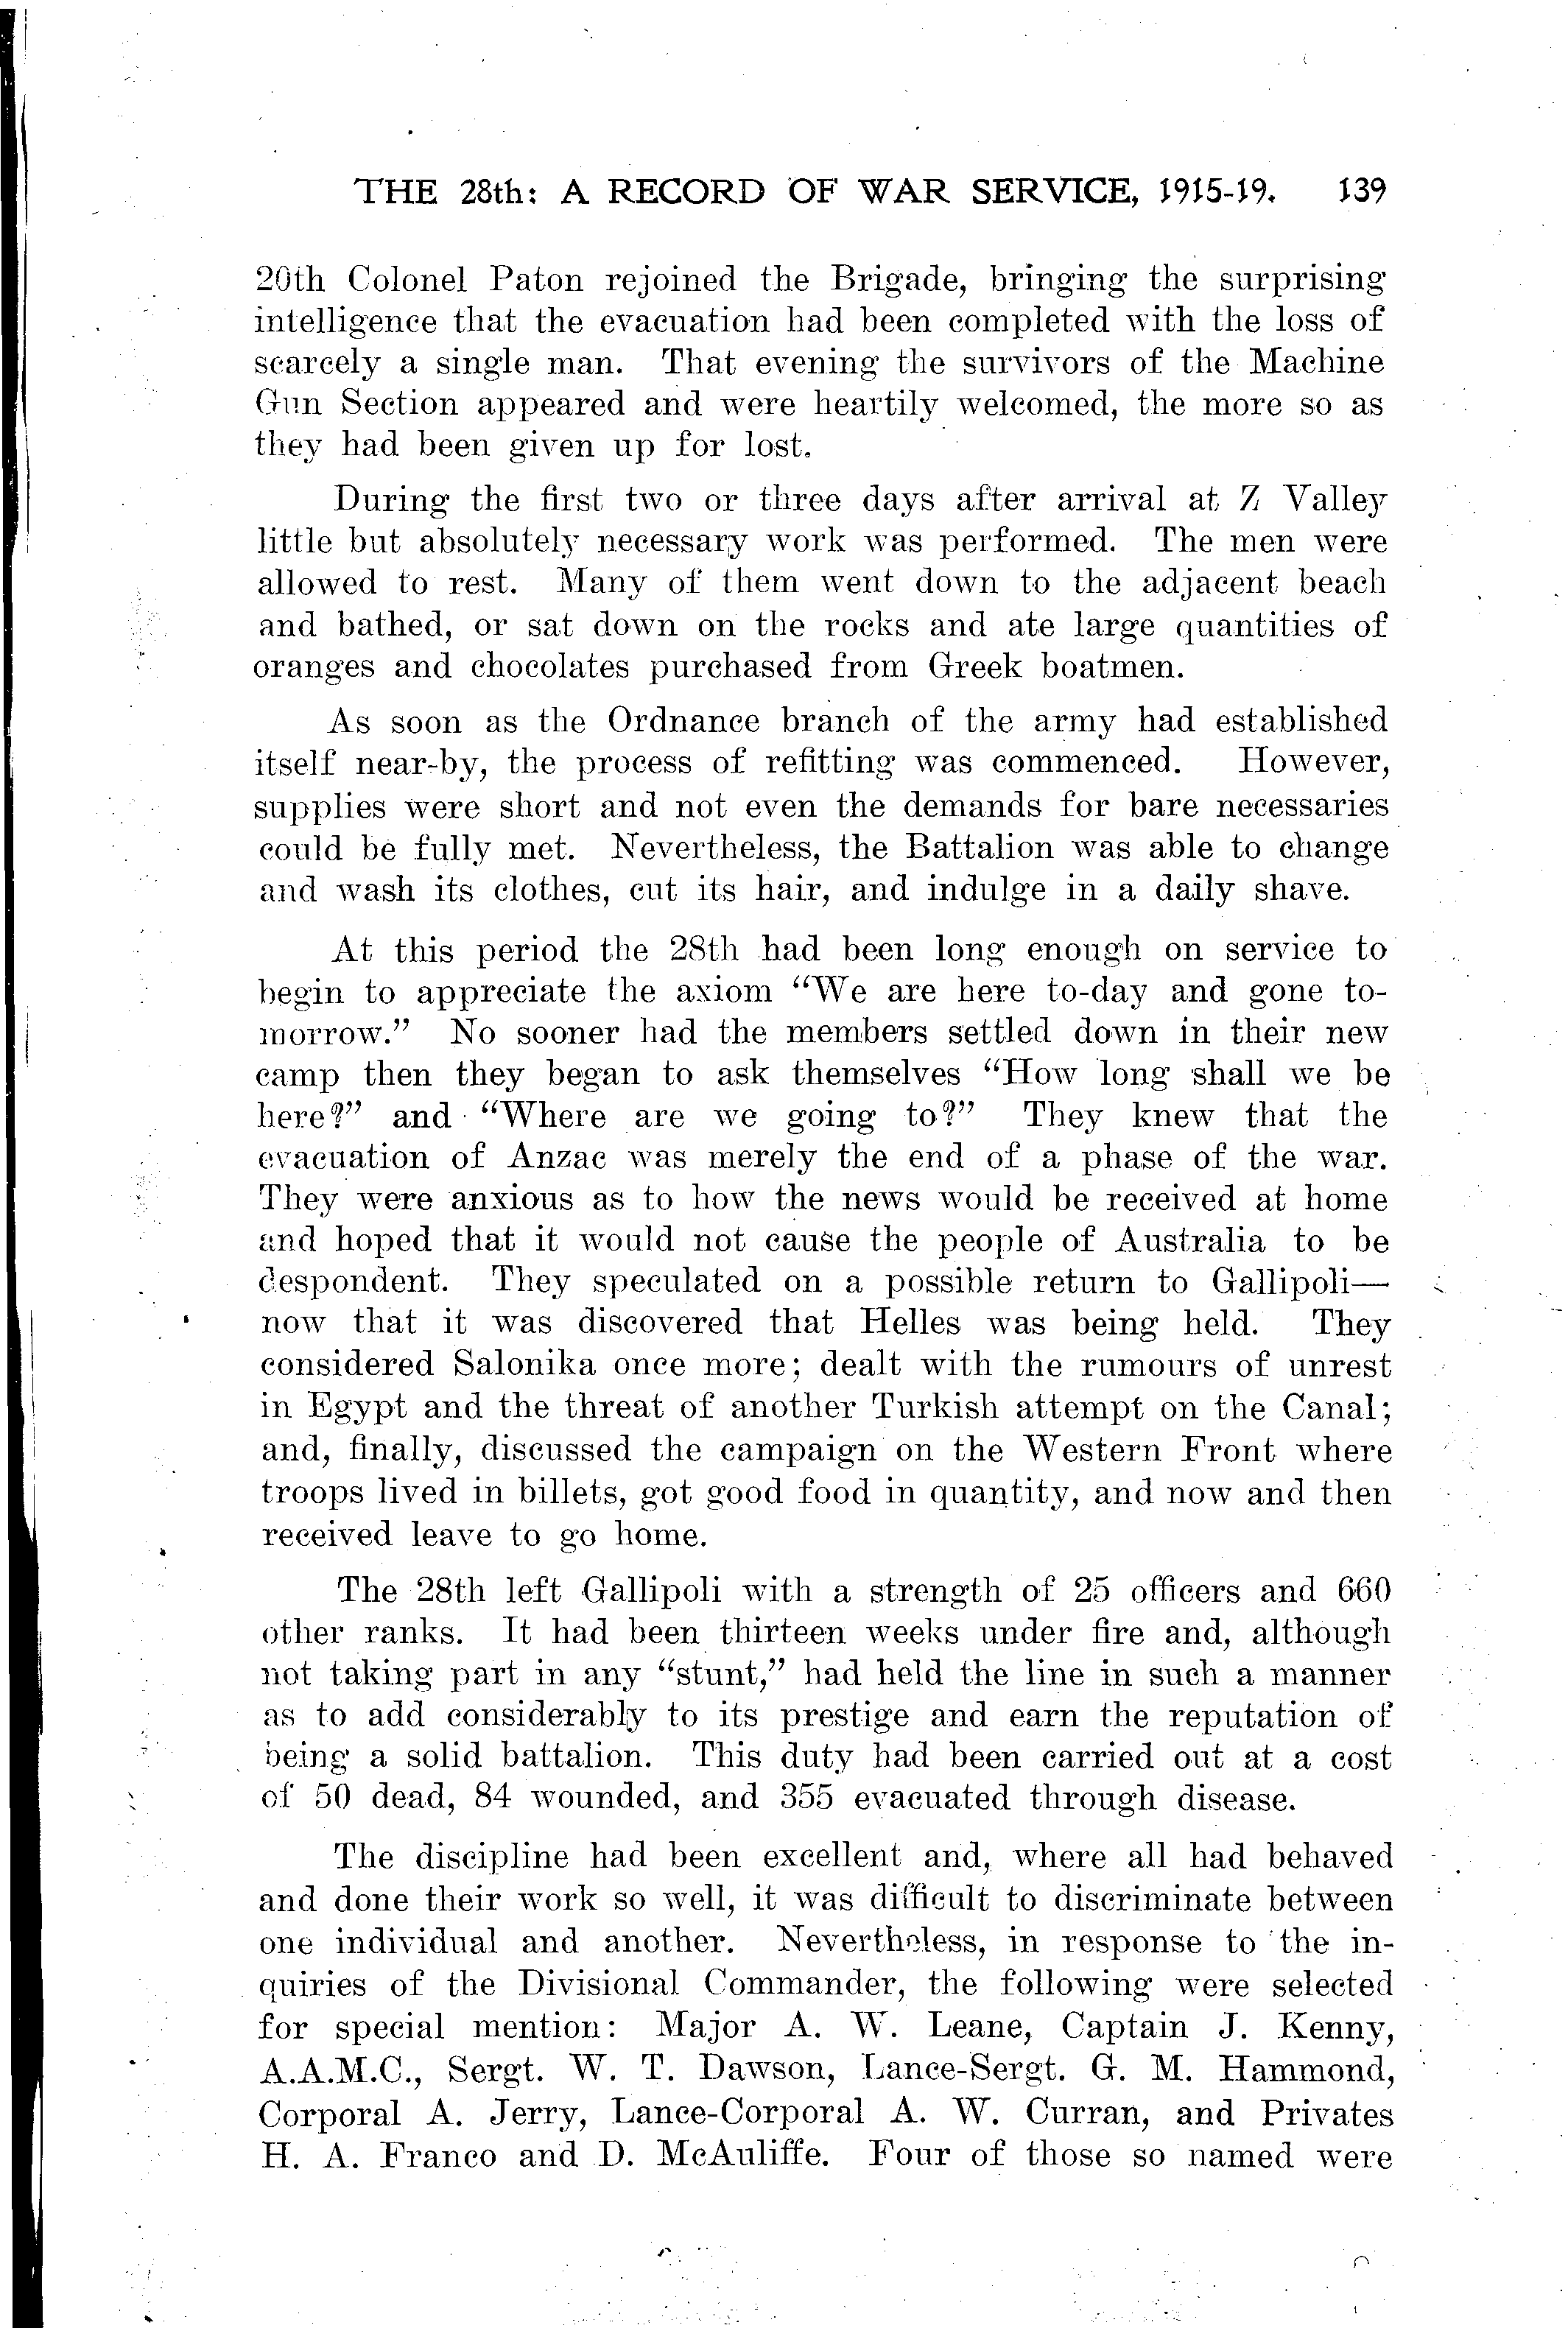 THE 28th: A RECORD OF WAR SERVICE, 1915-19. 139
20th Colonel Paton rejoined the Brigade, bringing the surprising
intelligence that the evacuation had been completed with the loss of
scarcely a single man. That evening the survivors of the Machine
Gun Section appeared and were heartily welcomed, the more so as
they had been given up for lost.
During the first two or three days after arrival at Z Valley
little but absolutely necessary work was performed. The men were
allowed to rest. Many of them went down to the adjacent beach
and bathed, or sat down on the rocks and ate large quantities of
oranges and chocolates purchased from Greek boatmen.
As soon as the Ordnance branch of the army had established
itself near-by, the process of refitting was commenced. However,
supplies were short and not even the demands for bare necessaries
could be fully met. Nevertheless, the Battalion was able to change
and wash its clothes, cut its hair, and indulge in a daily shave.
At this period the 28th had been long enough on service to
begin to appreciate the axiom "We are here to-day and gone to-
morrow." No sooner had the members settled down in their new
camp then they began to ask themselves "How long shall we be
here?" and "Where are we going to?" They knew that the
evacuation of Anzac was merely the end of a phase of the war.
They were anxious as to how the news would be received at home
and hoped that it would not cause the people of Australia to be
despondent. They speculated on a possible return to Gallipoli—
now that it was discovered that Helles was being held. They
considered Salonika once more; dealt with the rumours of unrest
in Egypt and the threat of another Turkish attempt on the Canal;
and, finally, discussed the campaign on the Western Front where
troops lived in billets, got good food in quantity, and now and then
received leave to go home.
The 28th left Gallipoli with a strength of 25 officers and 660
other ranks. It had been thirteen weeks under fire and, although
not taking part in any "stunt," had held the line in such a manner
as to add considerably to its prestige and earn the reputation of
being a solid battalion. This duty had been carried out at a cost
of 50 dead, 84 wounded, and 355 evacuated through disease.
The discipline had been excellent and, where all had behaved
and done their work so well, it was difficult to discriminate between
one individual and another. Nevertheless, in response to the in-
quiries of the Divisional Commander, the following were selected
for special mention: Major A. W. Leane, Captain J. Kenny,
A.A.M.C., Sergt. W. T. Dawson, Lance-Sergt. G. M. Hammond,
Corporal A. Jerry, Lance-Corporal A. W. Curran, and Privates
H. A. Franco and D. McAuliffe. Four of those so named were